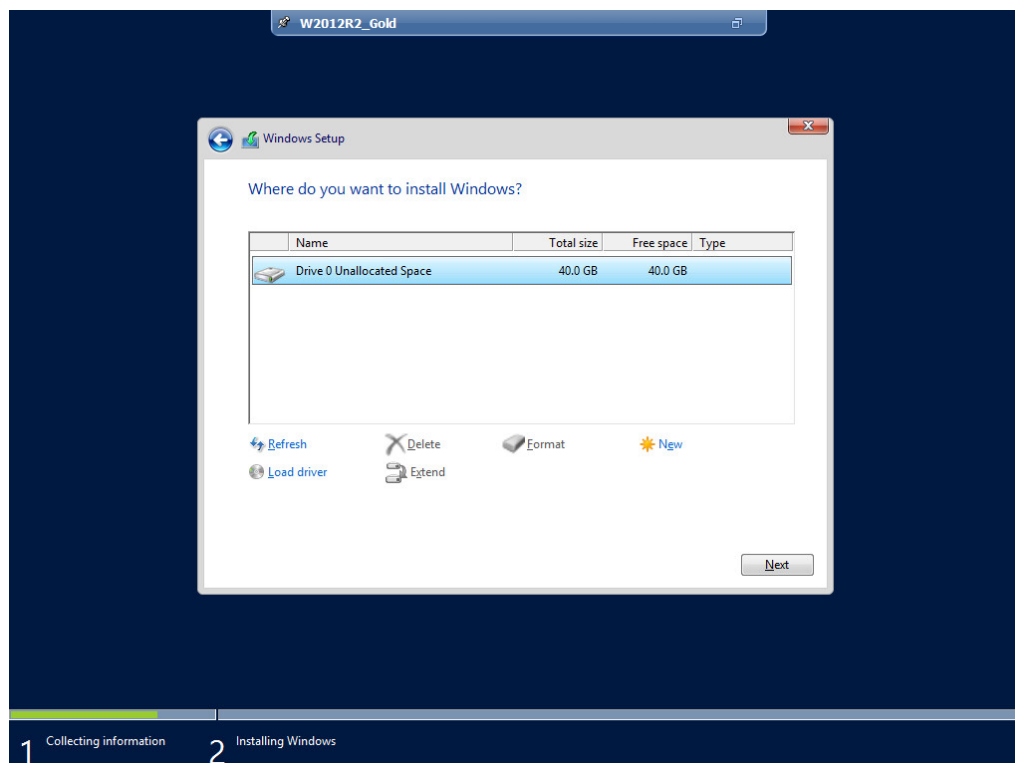 W2012R2_Gold
Windows Setup
Where do you want to install Windows?
Name Total size Free space Type
Drive 0 Unallocated Space 40.0 GB 40.0 GB
Refresh Delete Format New
Load driver Extend
Next
1 Collecting information 2 Installing Windows